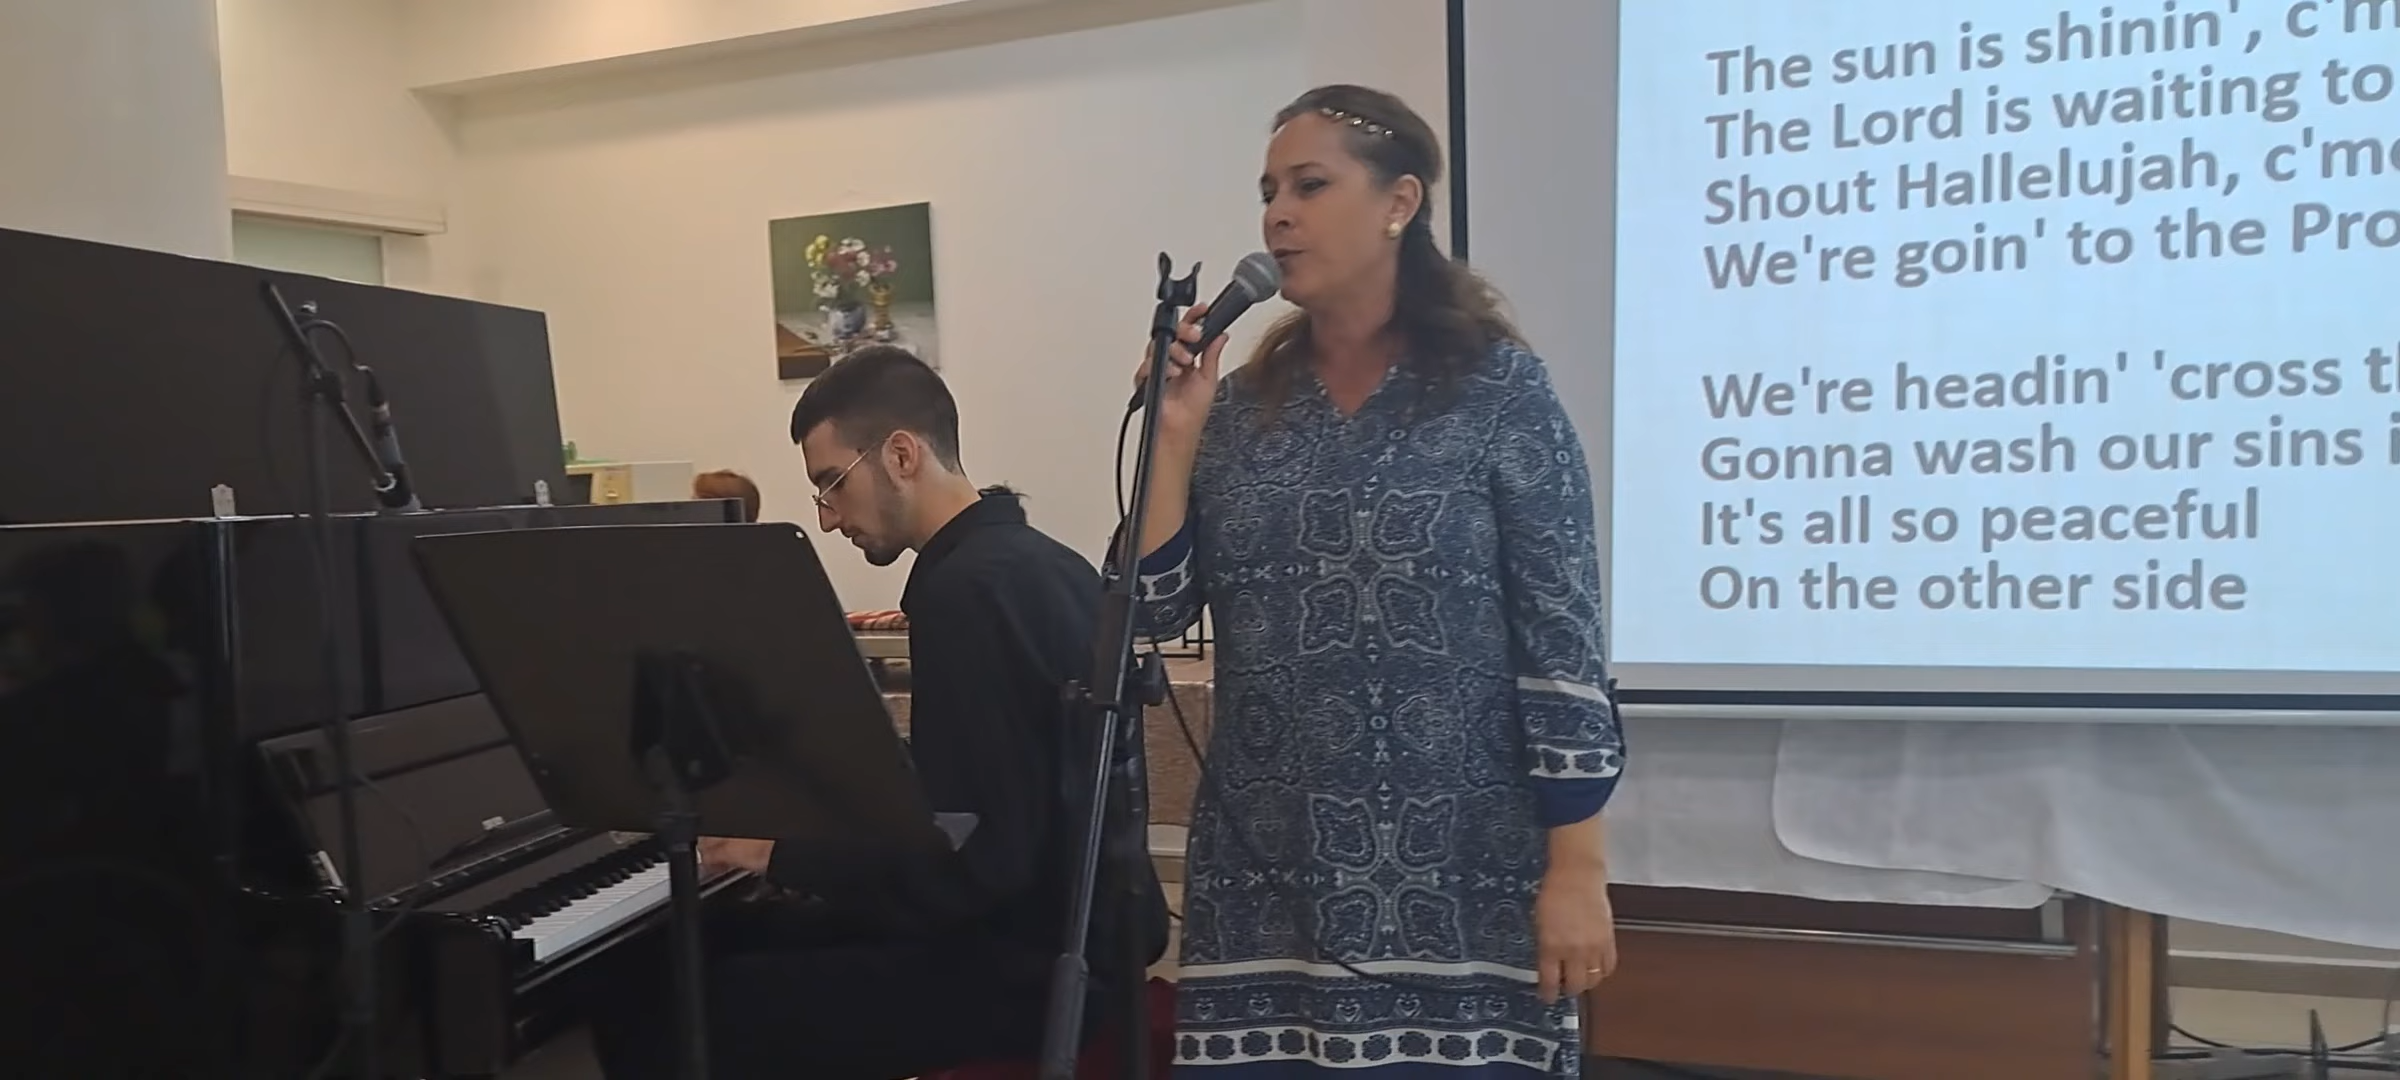 The sun is shinin', c'm
The Lord is waiting to
Shout Hallelujah, c'mo
We're goin' to the Pro
We're headin' 'cross th
Gonna wash our sins i
It's all so peaceful
On the other side